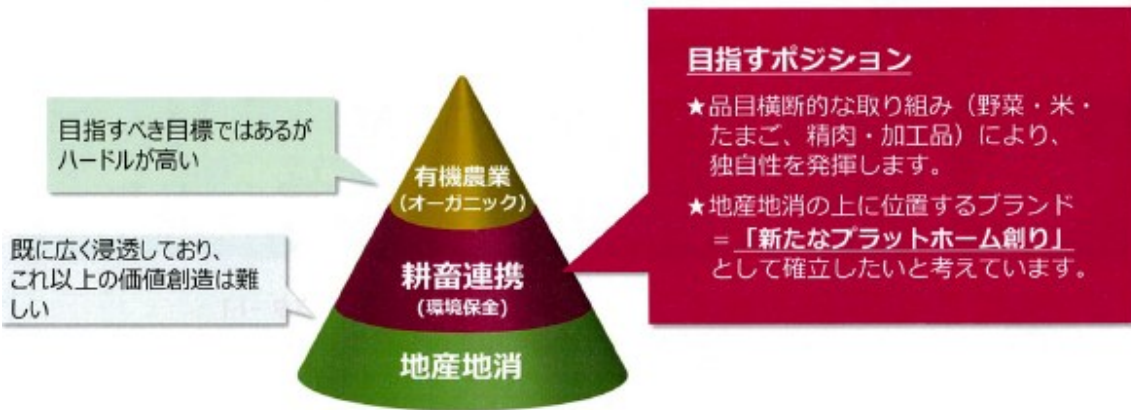 目指すべき目標ではあるが
ハードルが高い
既に広く浸透しており、
これ以上の価値創造は難
しい
有機農業
(オーガニック)
耕畜連携
(環境保全)
地産地消
目指すポジション
★品目横断的な取り組み（野菜・米・
たまご、精肉・加工品）により、
独自性を発揮します。
★地産地消の上に位置するブランド
＝「新たなプラットホーム創り」
として確立したいと考えています。